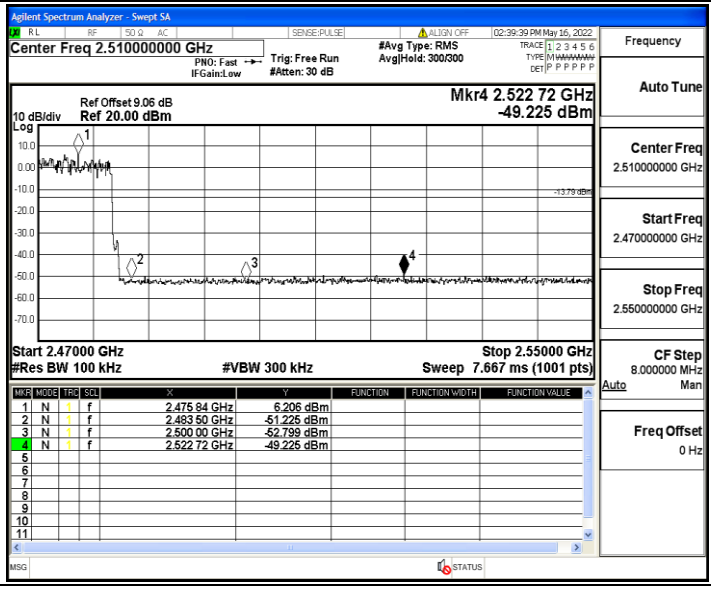 Agilent Spectrum Analyzer - Swept SA
LXI RL RF 50 Ω AC SENSE:PULSE ALIGN OFF 02:39:39 PM May 16, 2022
Center Freq 2.510000000 GHz
PNO: Fast
IFGain:Low
Trig: Free Run
#Atten: 30 dB
#Avg Type: RMS
Avg|Hold: 300/300
TRACE 1 2 3 4 5 6
TYPE M WWWWW
DET P P P P P P
Mkr4 2.522 72 GHz
-49.225 dBm
Ref Offset 9.06 dB
10 dB/div Ref 20.00 dBm
Log
10.0
0.00
-10.0
-20.0
-30.0
-40.0
-50.0
-60.0
-70.0
1
2
3
4
-13.79 dBm
Start 2.47000 GHz Stop 2.55000 GHz
#Res BW 100 kHz #VBW 300 kHz Sweep 7.667 ms (1001 pts)
MKR MODE TRC SCL X Y FUNCTION FUNCTION WIDTH FUNCTION VALUE
1 N 1 f 2.475 84 GHz 6.206 dBm
2 N 1 f 2.483 50 GHz -51.225 dBm
3 N 1 f 2.500 00 GHz -52.799 dBm
4 N 1 f 2.522 72 GHz -49.225 dBm
5
6
7
8
9
10
11
MSG STATUS
Frequency
Auto Tune
Center Freq
2.510000000 GHz
Start Freq
2.470000000 GHz
Stop Freq
2.550000000 GHz
CF Step
8.000000 MHz
Auto Man
Freq Offset
0 Hz